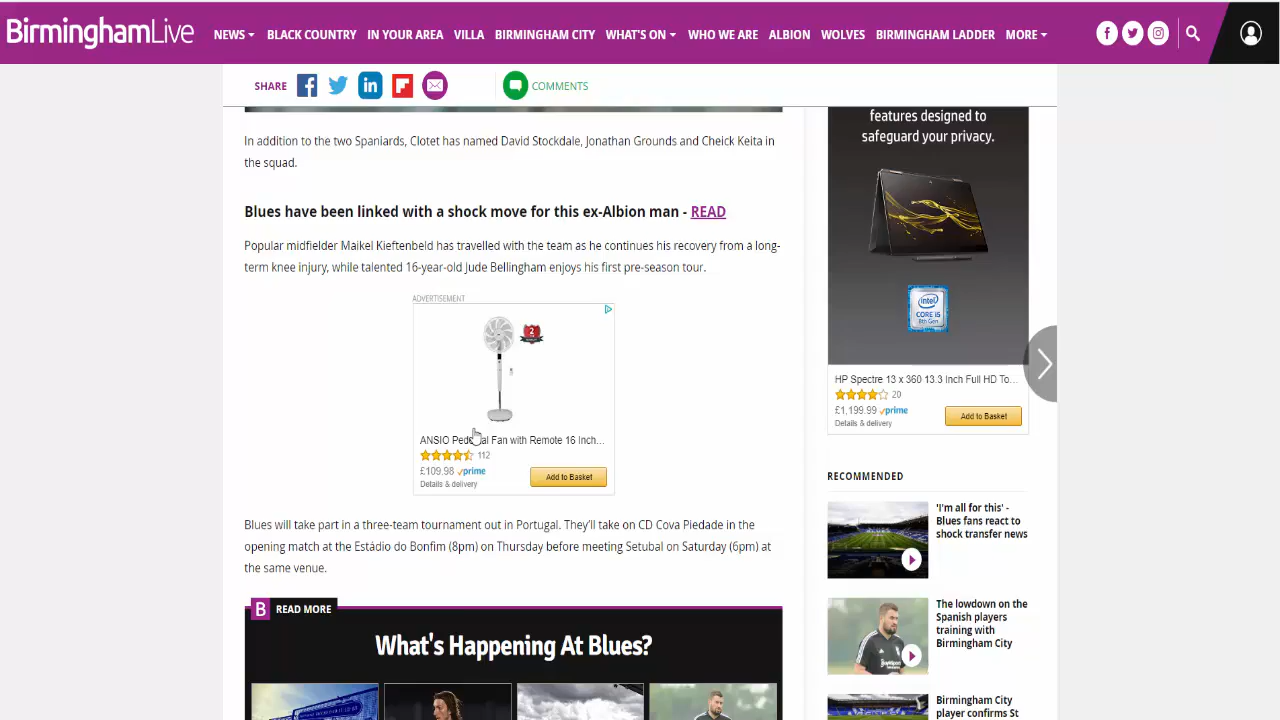 BirminghamLive
NEWS BLACK COUNTRY IN YOUR AREA VILLA BIRMINGHAM CITY WHAT'S ON WHO WE ARE ALBION WOLVES BIRMINGHAM LADDER MORE
SHARE COMMENTS
In addition to the two Spaniards, Clotet has named David Stockdale, Jonathan Grounds and Cheick Keita in
the squad.
Blues have been linked with a shock move for this ex-Albion man - READ
Popular midfielder Maikel Kieftenbeld has travelled with the team as he continues his recovery from a long-
term knee injury, while talented 16-year-old Jude Bellingham enjoys his first pre-season tour.
ADVERTISEMENT
2
ANSIO Pedestal Fan with Remote 16 Inch...
112
£109.98 prime
Details & delivery
Add to Basket
Blues will take part in a three-team tournament out in Portugal. They'll take on CD Cova Piedade in the
opening match at the Estádio do Bonfim (8pm) on Thursday before meeting Setubal on Saturday (6pm) at
the same venue.
B READ MORE
What's Happening At Blues?
features designed to
safeguard your privacy.
intel
CORE i5
8th Gen
HP Spectre 13 x 360 13.3 Inch Full HD To...
20
£1,199.99 prime
Details & delivery
Add to Basket
RECOMMENDED
'I'm all for this' -
Blues fans react to
shock transfer news
The lowdown on the
Spanish players
training with
Birmingham City
Birmingham City
player confirms St